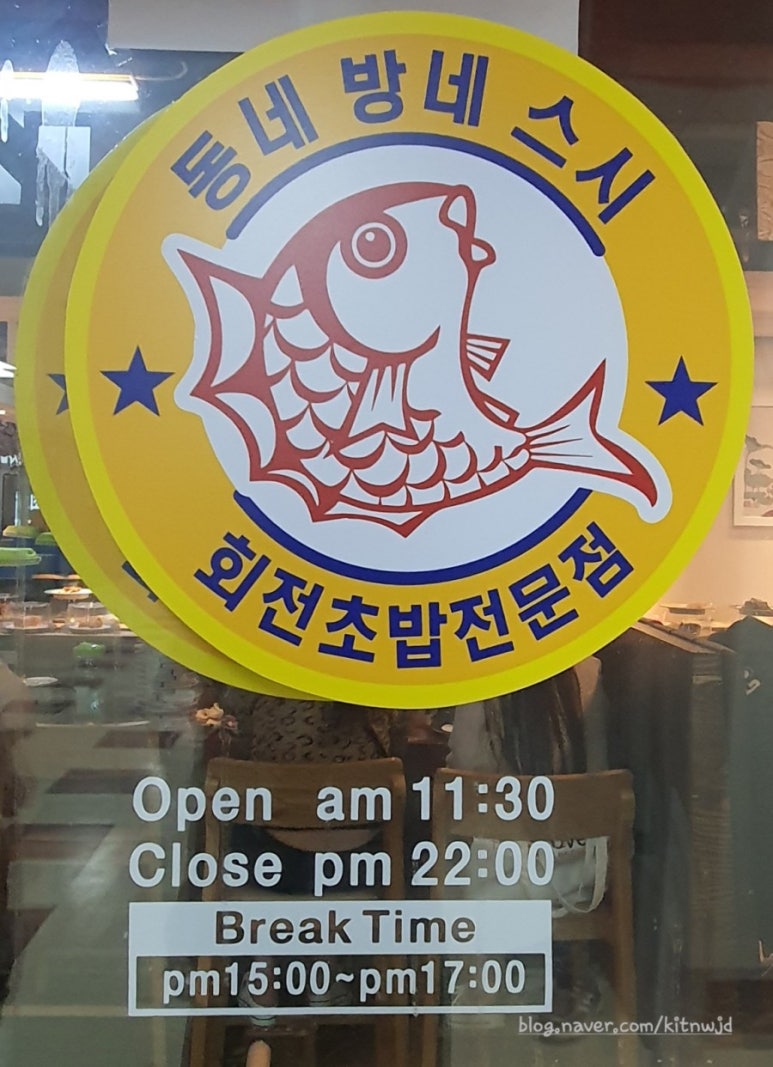 동네 방네 스시
회전초밥전문점
Open am 11:30
Close pm 22:00
Break Time
pm15:00~pm17:00
blog.naver.com/kitnwjd